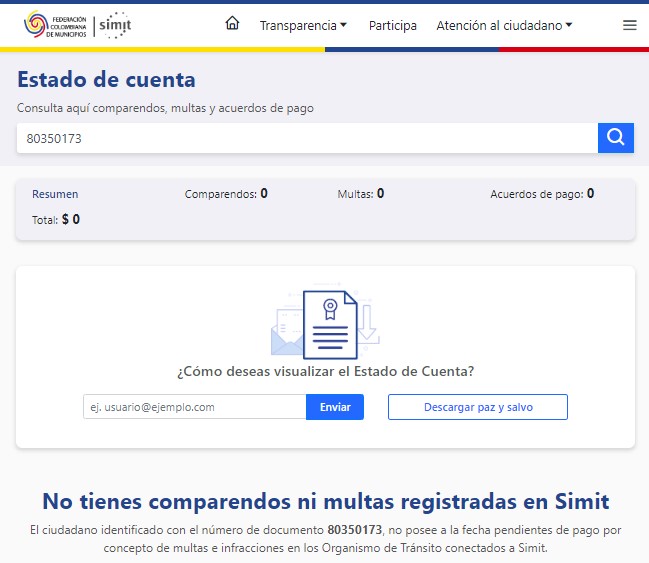 FEDERACIÓN
COLOMBIANA
DE MUNICIPIOS
simit
Transparencia Participa Atención al ciudadano
Estado de cuenta
Consulta aquí comparendos, multas y acuerdos de pago
80350173
Resumen Comparendos: 0 Multas: 0 Acuerdos de pago: 0
Total: $ 0
¿Cómo deseas visualizar el Estado de Cuenta?
ej. usuario@ejemplo.com Enviar Descargar paz y salvo
No tienes comparendos ni multas registradas en Simit
El ciudadano identificado con el número de documento 80350173, no posee a la fecha pendientes de pago por
concepto de multas e infracciones en los Organismo de Tránsito conectados a Simit.